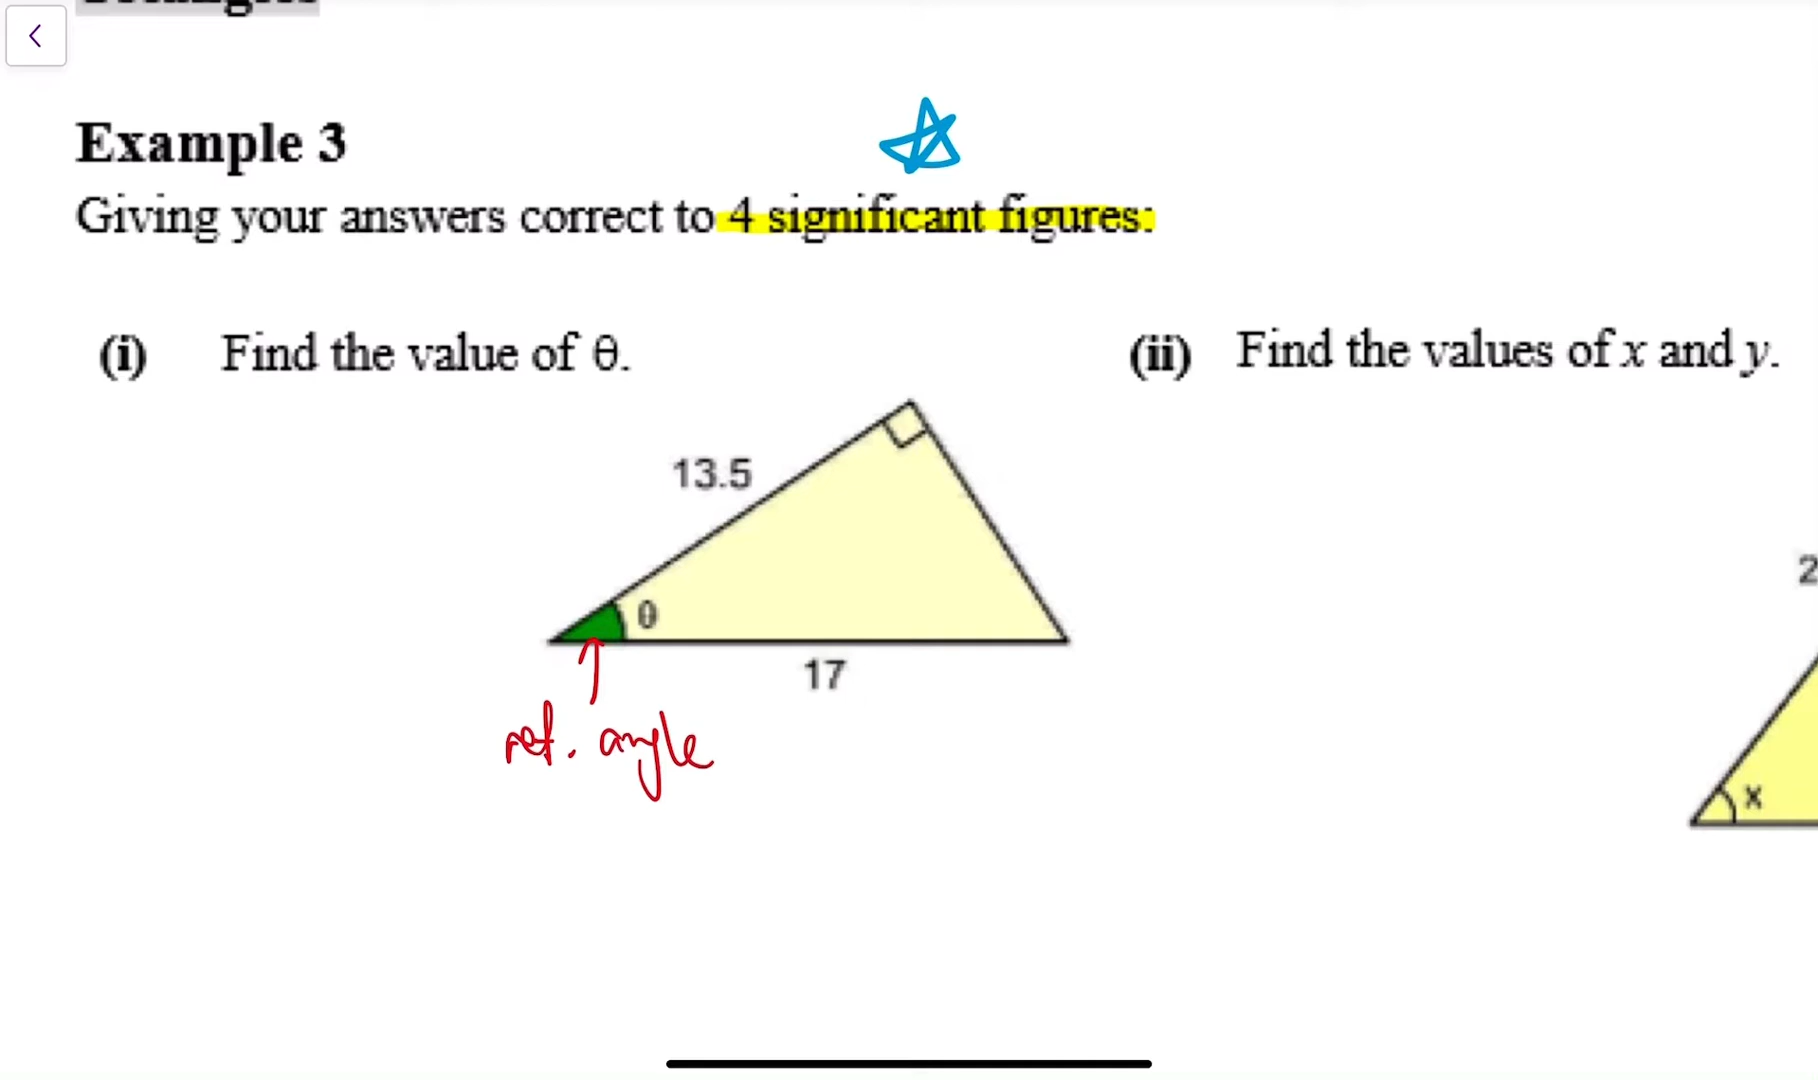 Example 3
Giving your answers correct to 4 significant figures:
(i) Find the value of θ.
(ii) Find the values of x and y.
13.5
θ
17
ref. angle
2
x